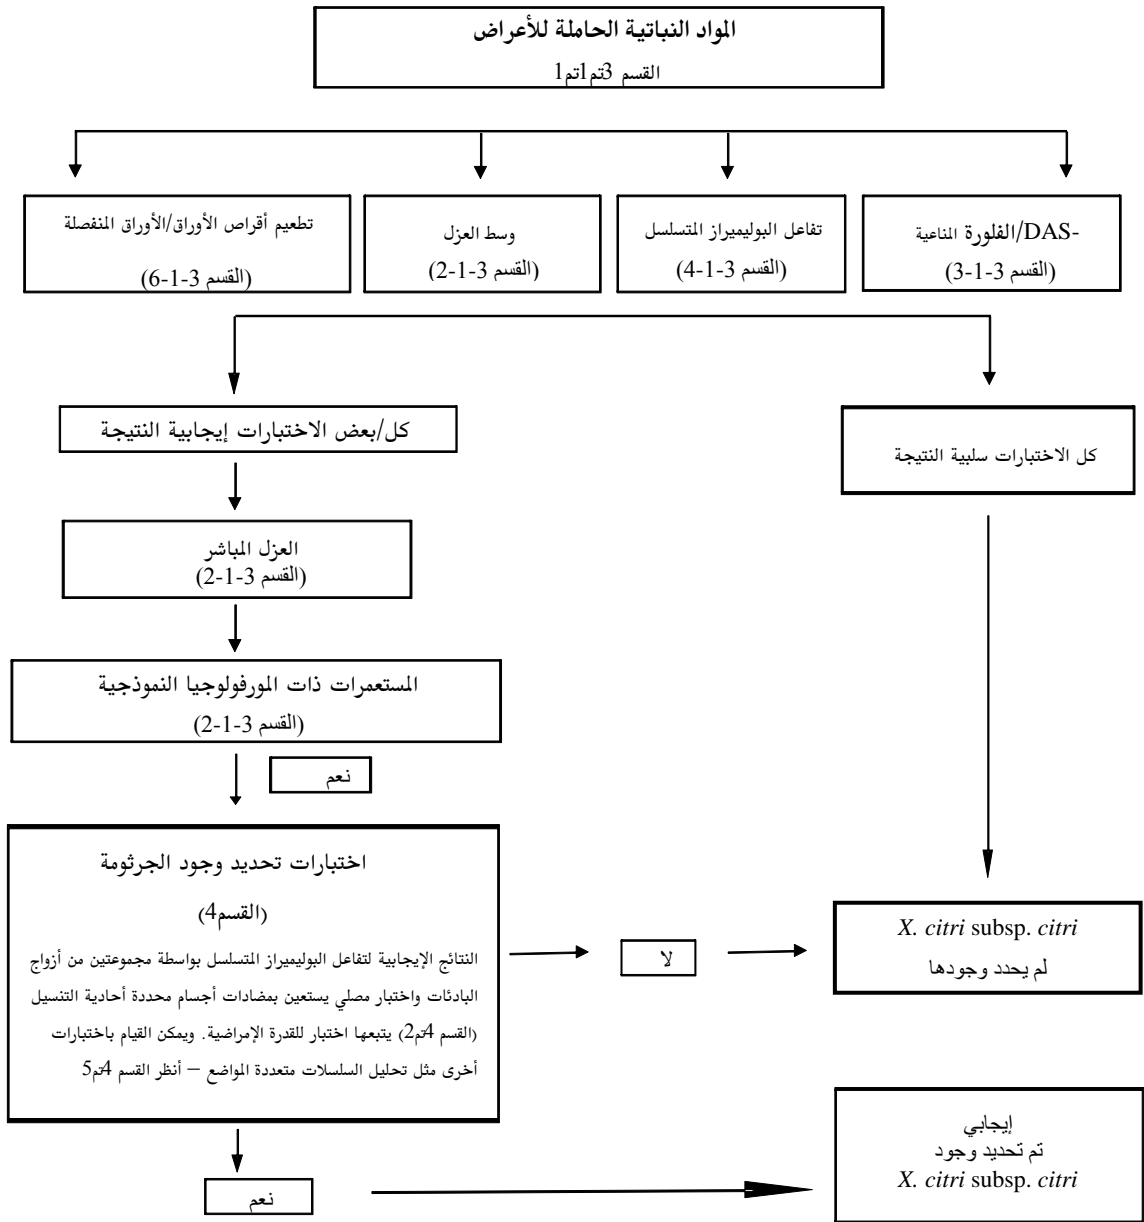 المواد النباتية الحاملة للأعراض
القسم 3تم1تم1
DAS-/الفلورة المناعية
(القسم 3-1-3)
تفاعل البوليميراز المتسلسل
(القسم 3-1-4)
وسط العزل
(القسم 3-1-2)
تطعيم أقراص الأوراق/الأوراق المنفصلة
(القسم 3-1-6)
كل الاختبارات سلبية النتيجة
كل/بعض الاختبارات إيجابية النتيجة
العزل المباشر
(القسم 3-1-2)
المستعمرات ذات المورفولوجيا النموذجية
(القسم 3-1-2)
نعم
اختبارات تحديد وجود الجرثومة
(القسم4)
النتائج الإيجابية لتفاعل البوليميراز المتسلسل بواسطة مجموعتين من أزواج
البادئات واختبار مصلي يستعين بمضادات أجسام محددة أحادية التنسيل
(القسم 4تم2) يتبعها اختبار للقدرة الإمراضية. ويمكن القيام باختبارات
أخرى مثل تحليل السلسلات متعددة المواضع – أنظر القسم 4تم5
لا
X. citri subsp. citri
لم يحدد وجودها
نعم
إيجابي
تم تحديد وجود
X. citri subsp. citri